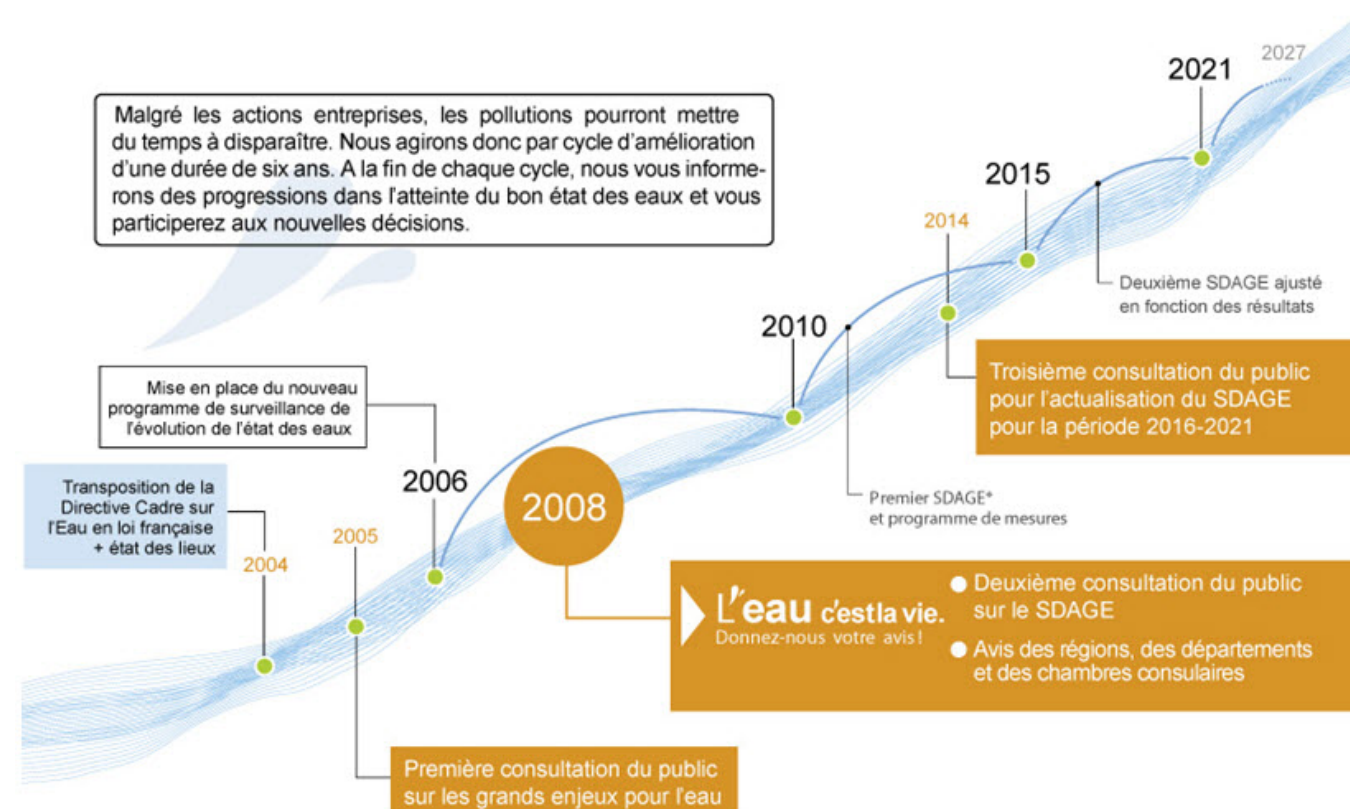 2027
2021
Malgré les actions entreprises, les pollutions pourront mettre
du temps à disparaître. Nous agirons donc par cycle d'amélioration
d'une durée de six ans. A la fin de chaque cycle, nous vous informe-
rons des progressions dans l'atteinte du bon état des eaux et vous
participerez aux nouvelles décisions.
2015
2014
Deuxième SDAGE ajusté
en fonction des résultats
2010
Troisième consultation du public
pour l'actualisation du SDAGE
pour la période 2016-2021
Mise en place du nouveau
programme de surveillance de
l'évolution de l'état des eaux
2006
Transposition de la
Directive Cadre sur
l'Eau en loi française
+ état des lieux
2004
2005
2008
Premier SDAGE*
et programme de mesures
L'eau c'est la vie.
Donnez-nous votre avis!
Deuxième consultation du public
sur le SDAGE
Avis des régions, des départements
et des chambres consulaires
Première consultation du public
sur les grands enjeux pour l'eau